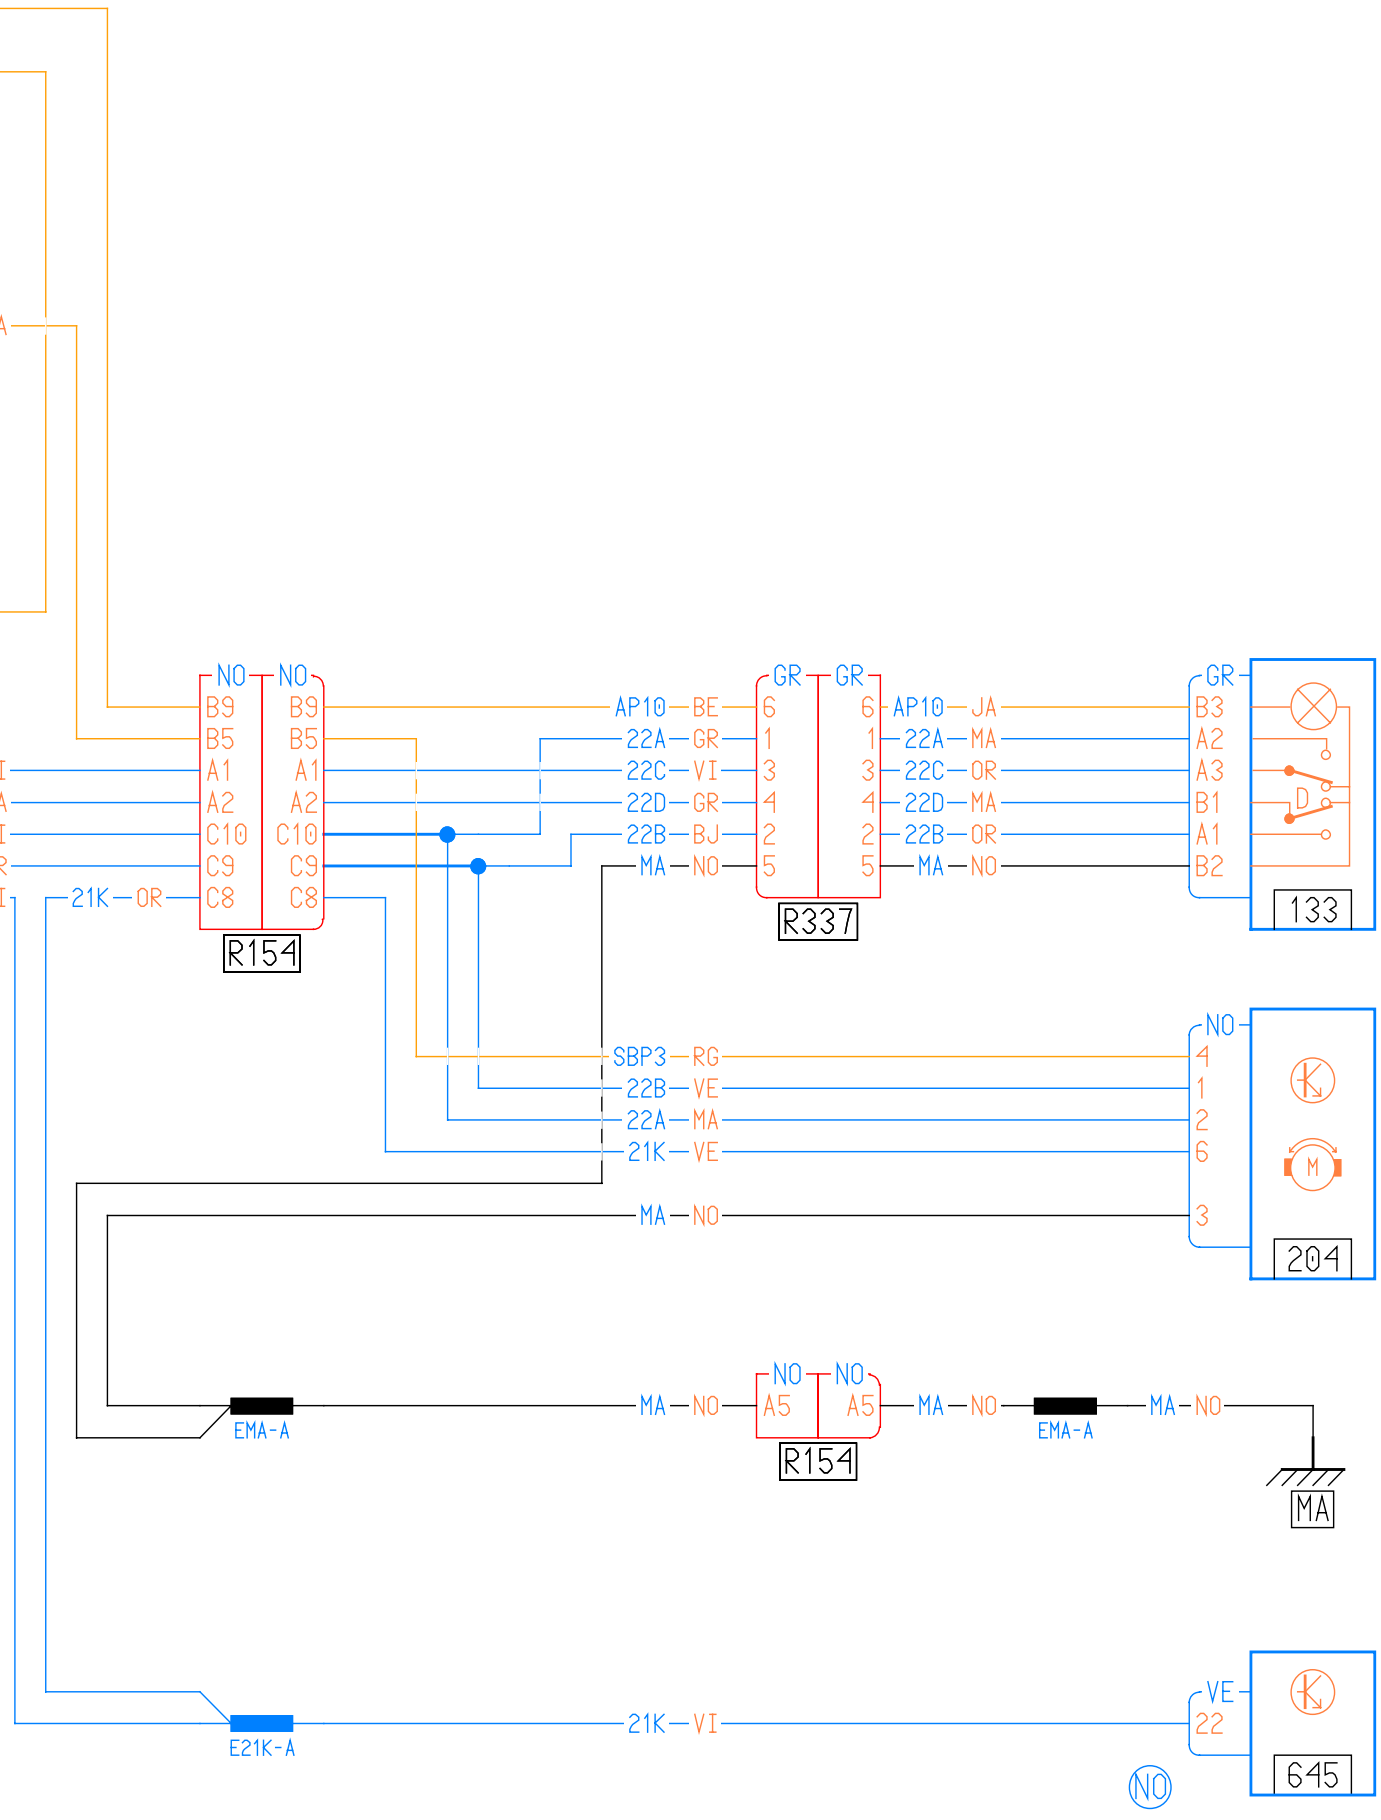 A
NO NO GR GR GR
B9 B9 AP10 BE 6 6 AP10 JA B3
B5 B5 22A GR 1 1 22A MA A2
I A1 A1 22C VI 3 3 22C OR A3
A A2 A2 22D GR 4 4 22D MA B1 D
I C10 C10 22B BJ 2 2 22B OR A1
R C9 C9 MA NO 5 5 MA NO B2
I 21K OR C8 C8
R337 133
R154
NO
SBP3 RG 4
22B VE 1
22A MA 2
21K VE 6
M
MA NO 3
204
NO NO
MA NO A5 A5 MA NO MA NO
EMA-A EMA-A
R154
MA
VE
21K VI 22
E21K-A
645
NO